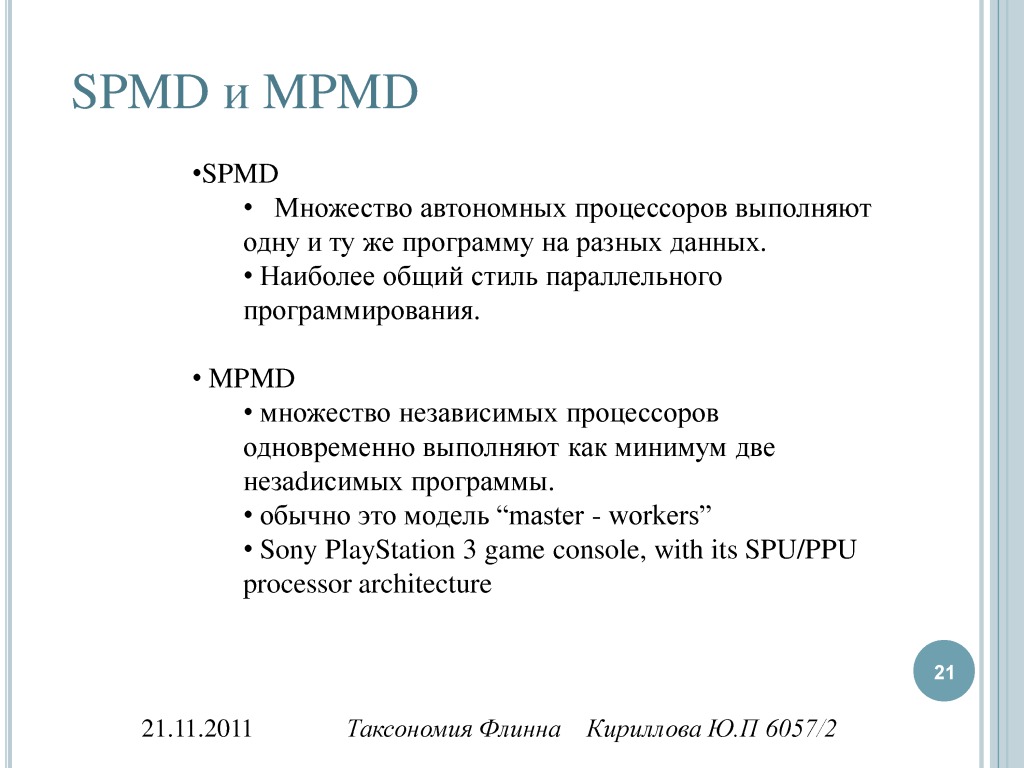 SPMD и MPMD
•SPMD
• Множество автономных процессоров выполняют
одну и ту же программу на разных данных.
• Наиболее общий стиль параллельного
программирования.
• MPMD
• множество независимых процессоров
одновременно выполняют как минимум две
незаdисимых программы.
• обычно это модель “master - workers”
• Sony PlayStation 3 game console, with its SPU/PPU
processor architecture
21
21.11.2011 Таксономия Флинна Кириллова Ю.П 6057/2